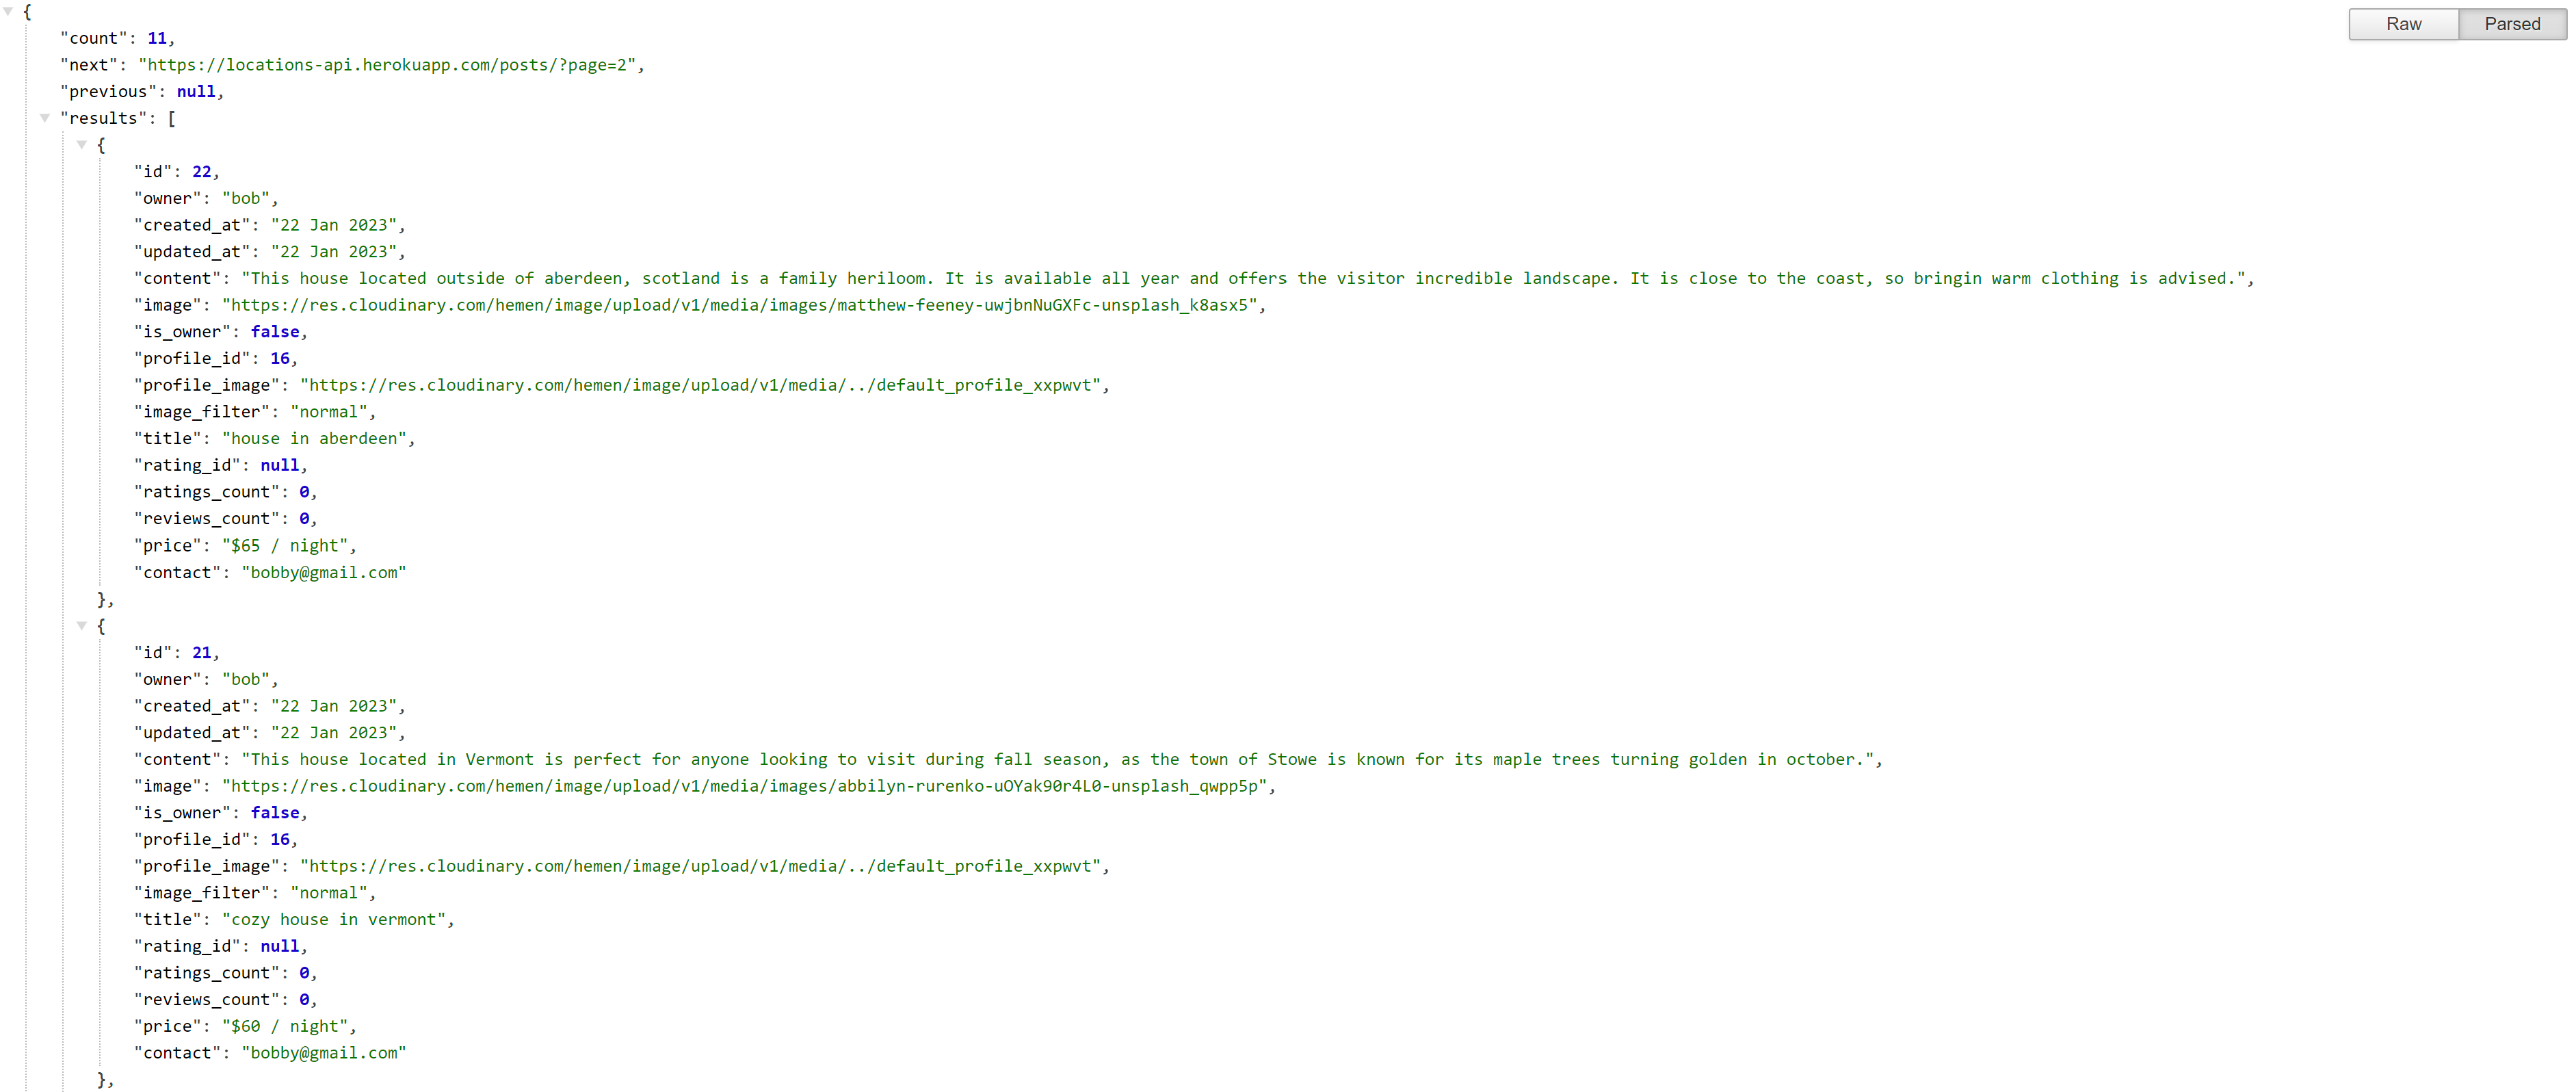 {
Raw Parsed
"count": 11,
"next": "https://locations-api.herokuapp.com/posts/?page=2",
"previous": null,
"results": [
{
"id": 22,
"owner": "bob",
"created_at": "22 Jan 2023",
"updated_at": "22 Jan 2023",
"content": "This house located outside of aberdeen, scotland is a family heriloom. It is available all year and offers the visitor incredible landscape. It is close to the coast, so bringin warm clothing is advised.",
"image": "https://res.cloudinary.com/hemen/image/upload/v1/media/images/matthew-feeney-uwjbnNuGXFc-unsplash_k8asx5",
"is_owner": false,
"profile_id": 16,
"profile_image": "https://res.cloudinary.com/hemen/image/upload/v1/media/../default_profile_xxpwvt",
"image_filter": "normal",
"title": "house in aberdeen",
"rating_id": null,
"ratings_count": 0,
"reviews_count": 0,
"price": "$65 / night",
"contact": "bobby@gmail.com"
},
{
"id": 21,
"owner": "bob",
"created_at": "22 Jan 2023",
"updated_at": "22 Jan 2023",
"content": "This house located in Vermont is perfect for anyone looking to visit during fall season, as the town of Stowe is known for its maple trees turning golden in october.",
"image": "https://res.cloudinary.com/hemen/image/upload/v1/media/images/abbilyn-rurenko-uOYak90r4L0-unsplash_qwpp5p",
"is_owner": false,
"profile_id": 16,
"profile_image": "https://res.cloudinary.com/hemen/image/upload/v1/media/../default_profile_xxpwvt",
"image_filter": "normal",
"title": "cozy house in vermont",
"rating_id": null,
"ratings_count": 0,
"reviews_count": 0,
"price": "$60 / night",
"contact": "bobby@gmail.com"
},